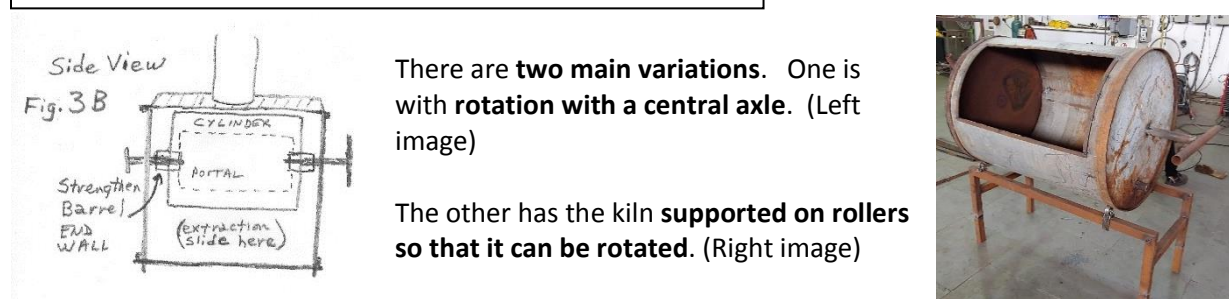 Side View
Fig. 3B
CYLINDER
PORTAL
Strengthen
Barrel
END
WALL
(extraction
slide here)
There are two main variations. One is
with rotation with a central axle. (Left
image)
The other has the kiln supported on rollers
so that it can be rotated. (Right image)